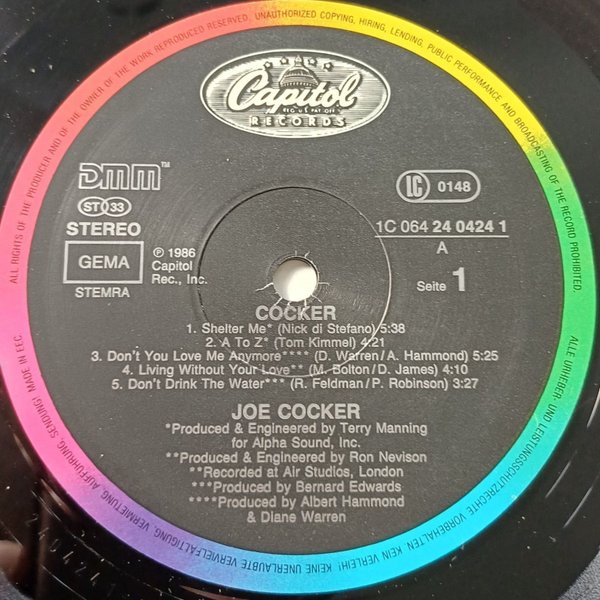 ALL RIGHTS OF THE PRODUCER AND OF THE OWNER OF THE WORK REPRODUCED RESERVED. UNAUTHORIZED COPYING, HIRING, LENDING, PUBLIC PERFORMANCE AND BROADCASTING OF THE RECORD PROHIBITED.
Capitol
REG. U.S. PAT. OFF.
RECORDS
DMM™
ST 33
STEREO
GEMA
STEMRA
℗ 1986
Capitol
Rec., Inc.
LC 0148
1C 064 24 0424 1
A
Seite 1
COCKER
1. Shelter Me* (Nick di Stefano) 5:38
2. A To Z* (Tom Kimmel) 4:21
3. Don't You Love Me Anymore**** (D. Warren/A. Hammond) 5:25
4. Living Without Your Love** (M. Bolton/D. James) 4:10
5. Don't Drink The Water*** (R. Feldman/P. Robinson) 3:27
JOE COCKER
*Produced & Engineered by Terry Manning
for Alpha Sound, Inc.
**Produced & Engineered by Ron Nevison
**Recorded at Air Studios, London
***Produced by Bernard Edwards
****Produced by Albert Hammond
& Diane Warren
ALLE URHEBER- UND LEISTUNGSSCHUTZRECHTE VORBEHALTEN KEIN VERLEIH! KEINE UNERLAUBTE VERVIELFÄLTIGUNG, VERMIETUNG, AUFFÜHRUNG, SENDUNG! MADE IN EEC.